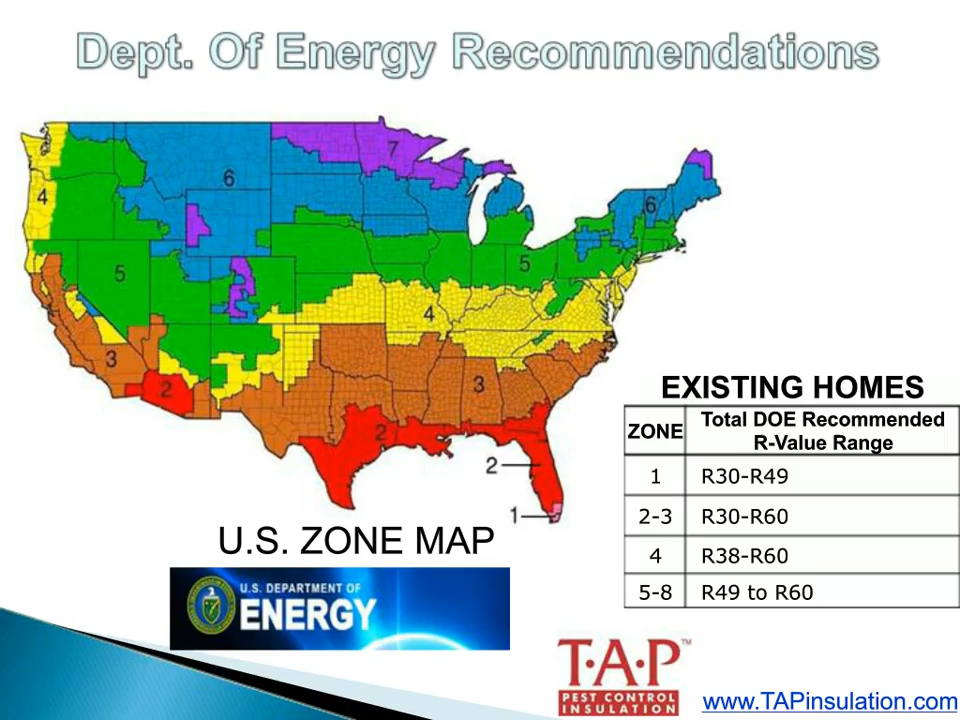 Dept. Of Energy Recommendations
7
6
4
6
5
5
4
3
2
3
2
2
1
EXISTING HOMES
ZONE Total DOE Recommended
R-Value Range
1 R30-R49
2-3 R30-R60
4 R38-R60
5-8 R49 to R60
U.S. ZONE MAP
U.S. DEPARTMENT OF
ENERGY
T·A·P™
PEST CONTROL
INSULATION
www.TAPinsulation.com